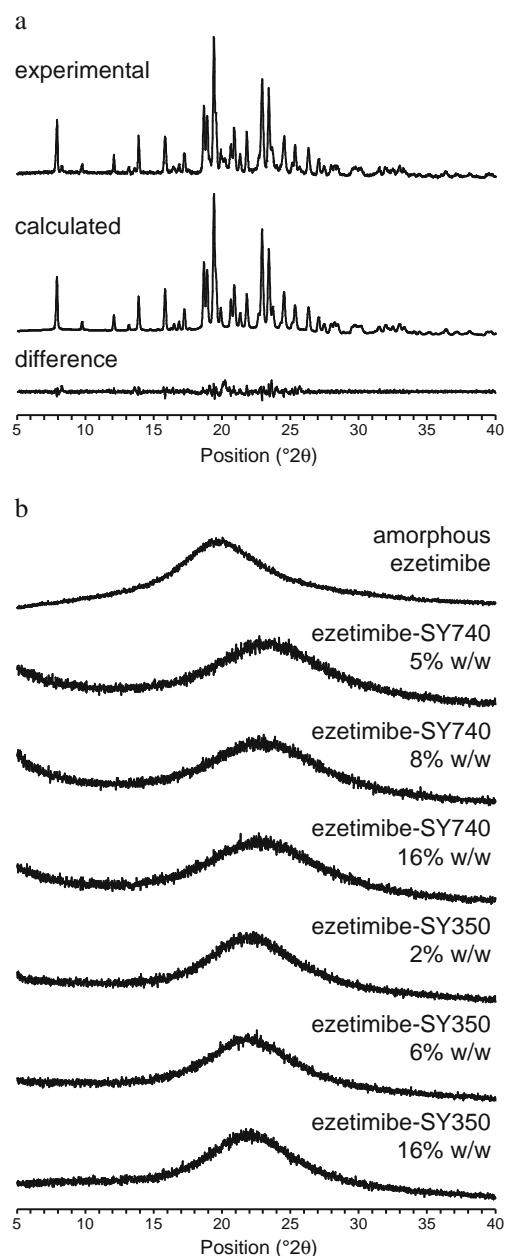 a
experimental
calculated
difference
5 10 15 20 25 30 35 40
Position (°2θ)
b
amorphous
ezetimibe
ezetimibe-SY740
5% w/w
ezetimibe-SY740
8% w/w
ezetimibe-SY740
16% w/w
ezetimibe-SY350
2% w/w
ezetimibe-SY350
6% w/w
ezetimibe-SY350
16% w/w
5 10 15 20 25 30 35 40
Position (°2θ)